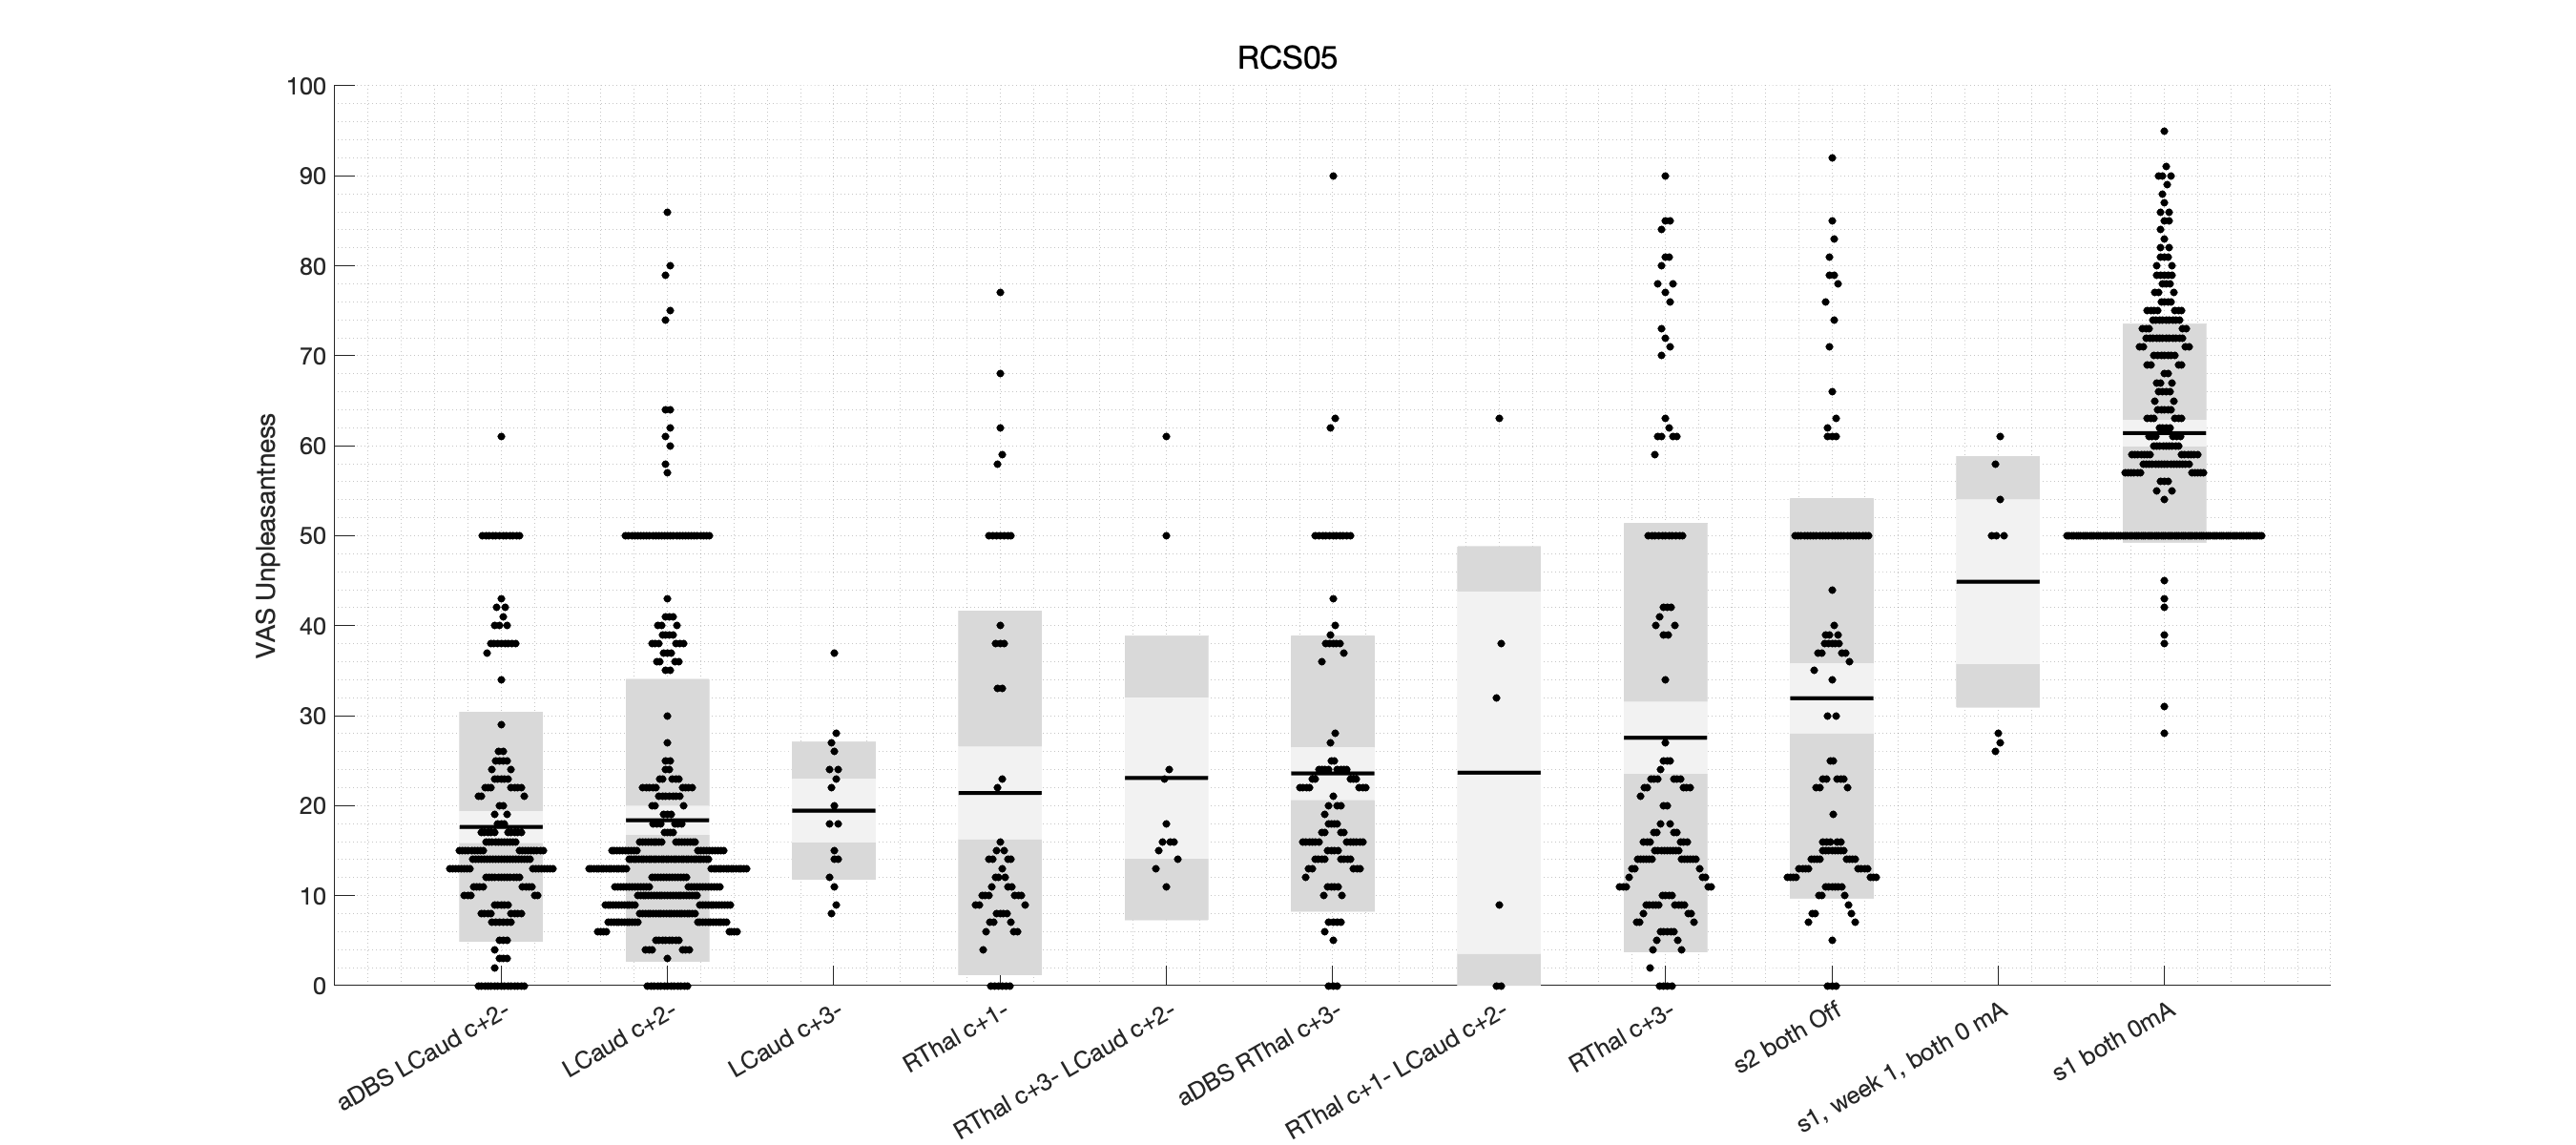 RCS05
VAS Unpleasantness
100
90
80
70
60
50
40
30
20
10
0
aDBS LCaud c+2-
LCaud c+2-
LCaud c+3-
RThal c+1-
RThal c+3- LCaud c+2-
aDBS RThal c+3-
RThal c+1- LCaud c+2-
RThal c+3-
s2 both Off
s1, week 1, both 0 mA
s1 both 0mA